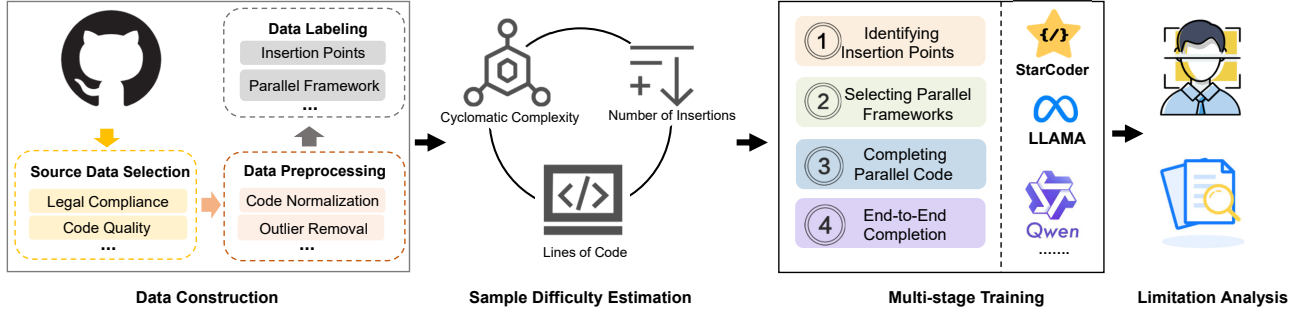 Data Labeling
Insertion Points
Parallel Framework
...
Source Data Selection
Legal Compliance
Code Quality
...
Data Preprocessing
Code Normalization
Outlier Removal
...
Data Construction
Cyclomatic Complexity
Number of Insertions
</>
Lines of Code
Sample Difficulty Estimation
1
Identifying
Insertion Points
2
Selecting Parallel
Frameworks
3
Completing
Parallel Code
4
End-to-End
Completion
{/}
StarCoder
LLAMA
Qwen
.......
Multi-stage Training
Limitation Analysis